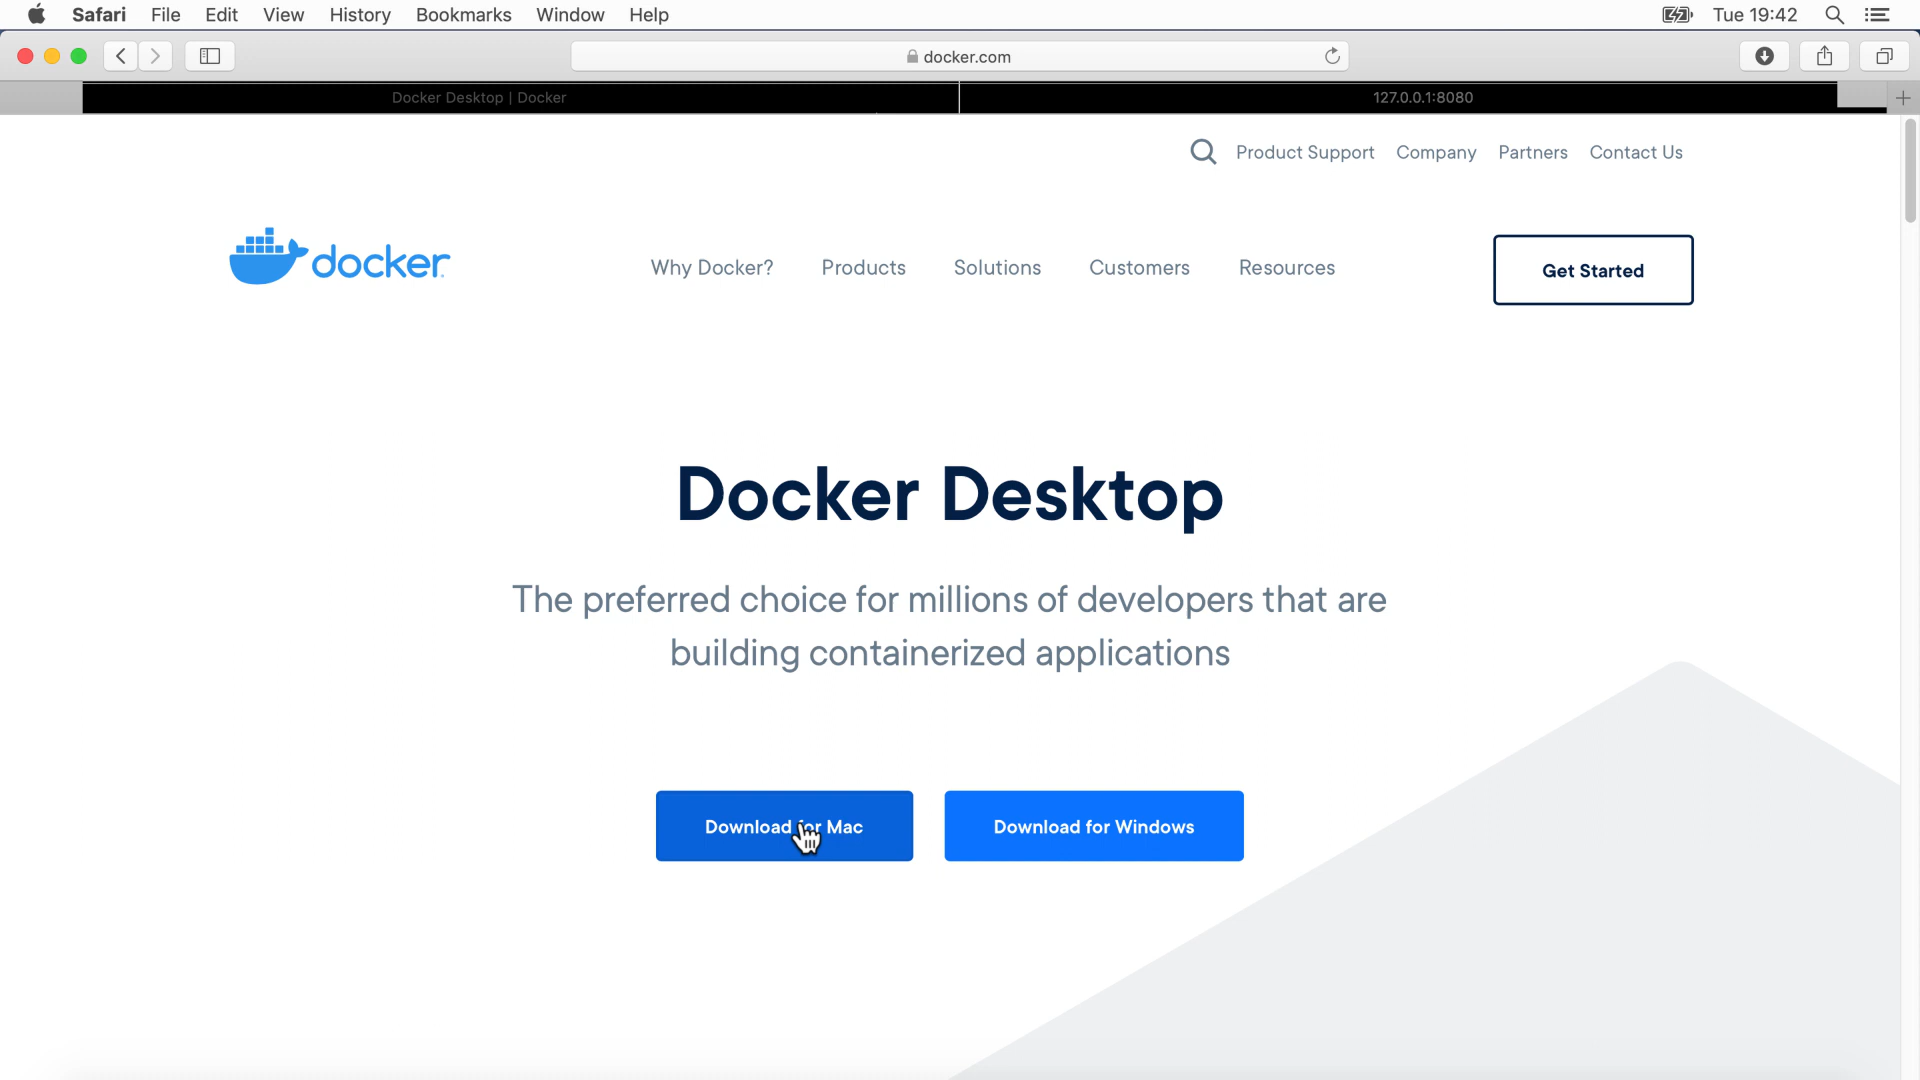 Safari File Edit View History Bookmarks Window Help Tue 19:42
docker.com
Docker Desktop | Docker 127.0.0.1:8080
Product Support Company Partners Contact Us
docker Why Docker? Products Solutions Customers Resources Get Started
Docker Desktop
The preferred choice for millions of developers that are
building containerized applications
Download for Mac Download for Windows